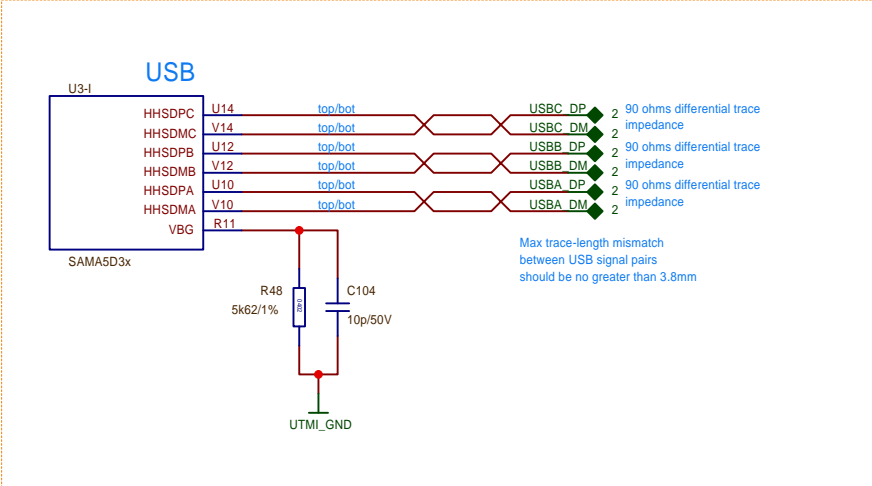 USB
U3-I
HHSDPC U14 top/bot USBC_DP 2 90 ohms differential trace
HHSDMC V14 top/bot USBC_DM 2 impedance
HHSDPB U12 top/bot USBB_DP 2 90 ohms differential trace
HHSDMB V12 top/bot USBB_DM 2 impedance
HHSDPA U10 top/bot USBA_DP 2 90 ohms differential trace
HHSDMA V10 top/bot USBA_DM 2 impedance
VBG R11
SAMA5D3x
Max trace-length mismatch
between USB signal pairs
should be no greater than 3.8mm
R48
5k62/1%
0402
C104
10p/50V
UTMI_GND